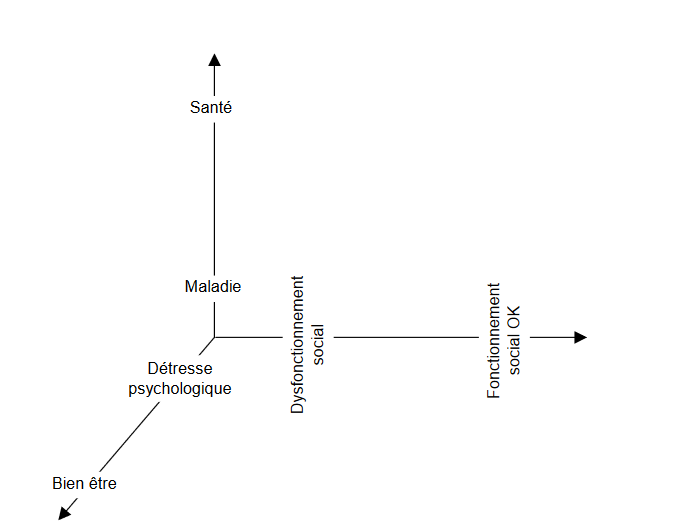 Santé
Maladie
Dysfonctionnement
social
Fonctionnement
social OK
Détresse
psychologique
Bien être